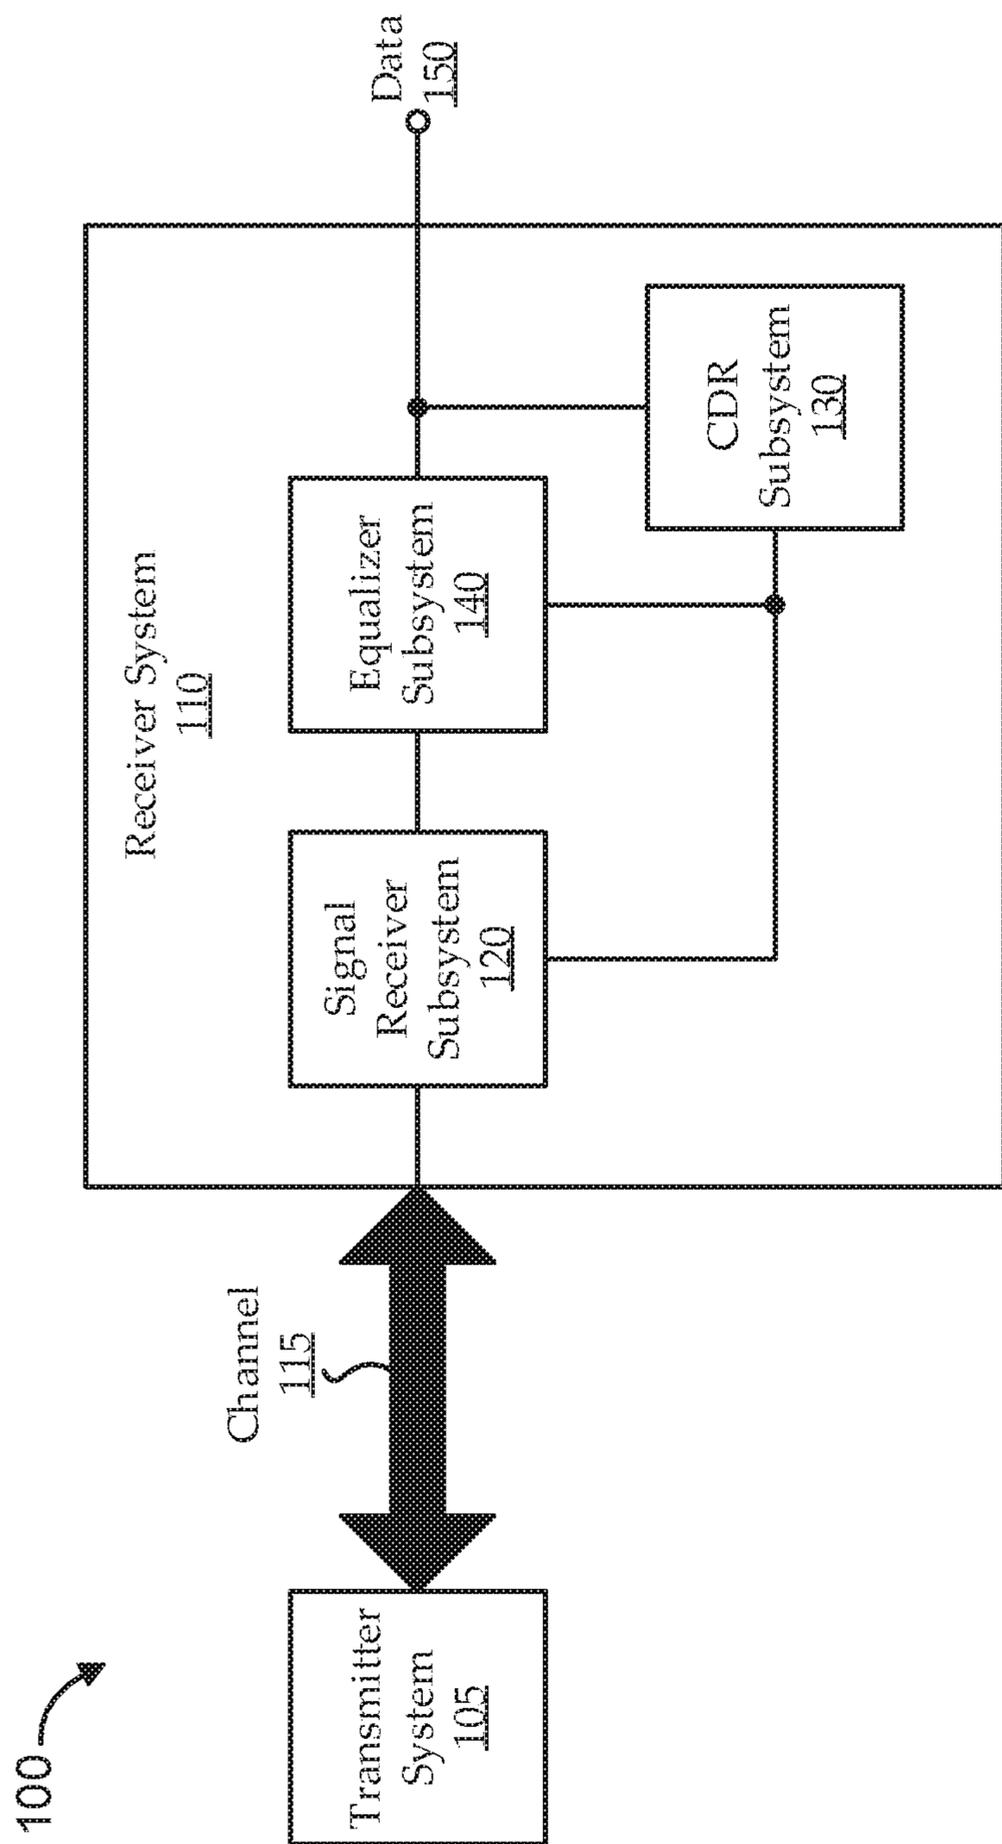 100
Transmitter
System
105
Channel
115
Receiver System
110
Signal
Receiver
Subsystem
120
Equalizer
Subsystem
140
CDR
Subsystem
130
Data
150